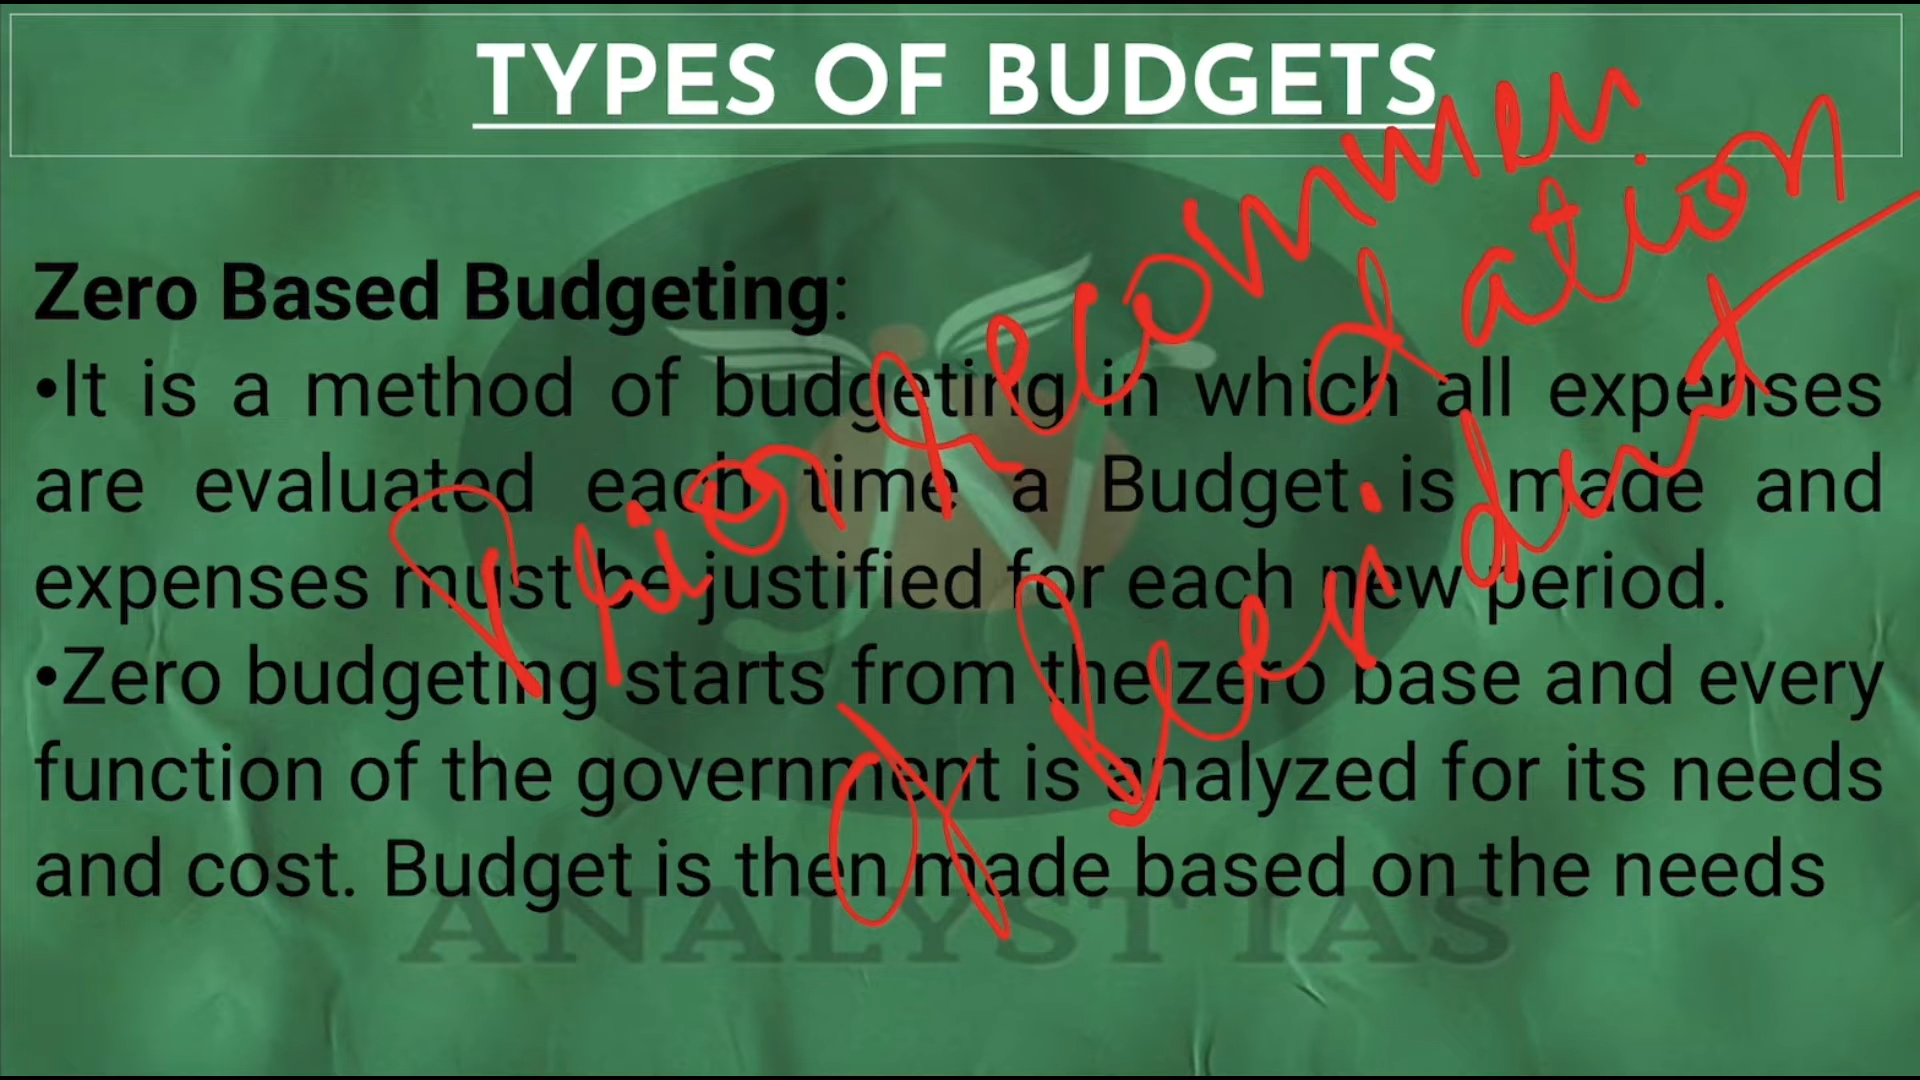 TYPES OF BUDGETS
Zero Based Budgeting:
•It is a method of budgeting in which all expenses
are evaluated each time a Budget is made and
expenses must be justified for each new period.
•Zero budgeting starts from the zero base and every
function of the government is analyzed for its needs
and cost. Budget is then made based on the needs
ANALYST IAS
Prior Recommen
dation
of President